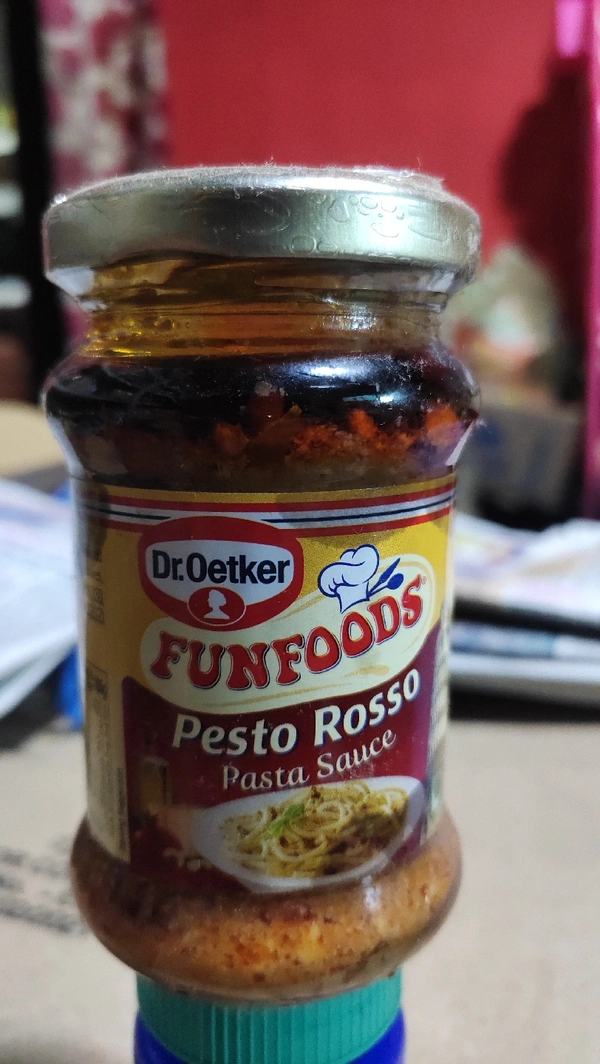 Dr.Oetker
FUNFOODS
Pesto Rosso
Pasta Sauce